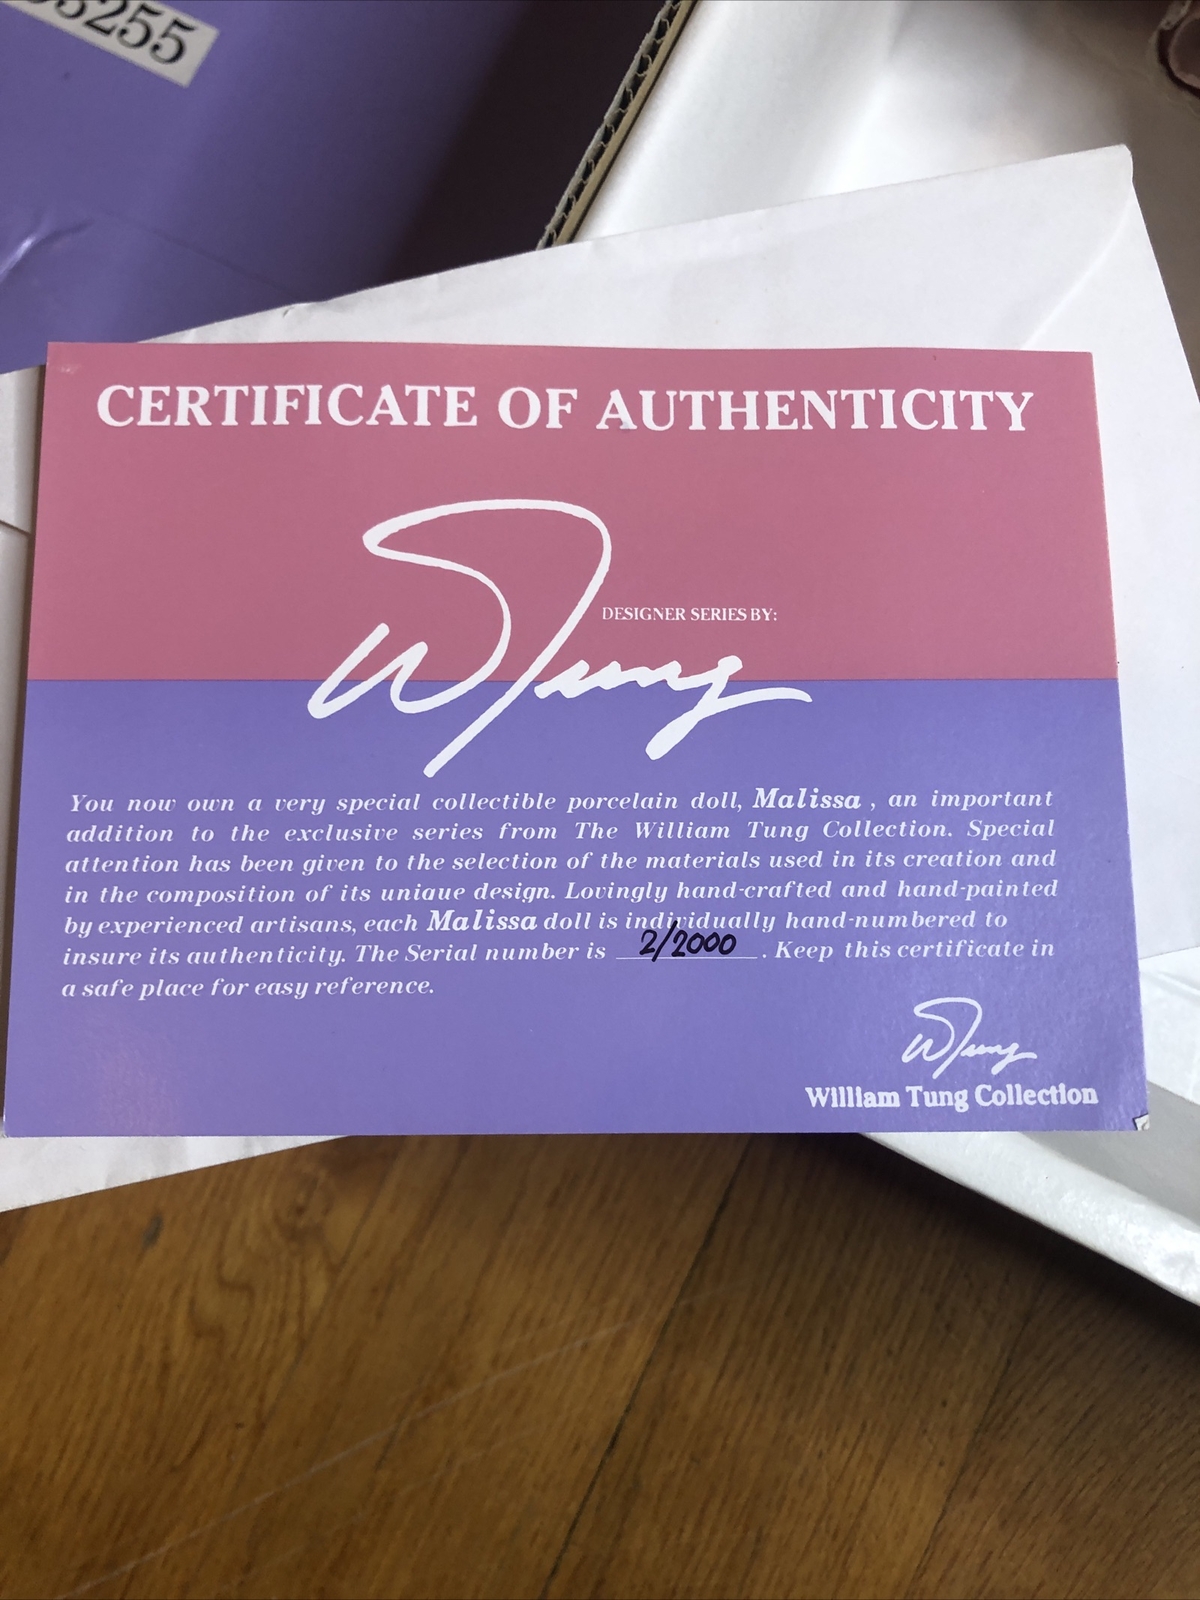 3255
CERTIFICATE OF AUTHENTICITY
DESIGNER SERIES BY:
W Tung
You now own a very special collectible porcelain doll, Malissa , an important
addition to the exclusive series from The William Tung Collection. Special
attention has been given to the selection of the materials used in its creation and
in the composition of its unique design. Lovingly hand-crafted and hand-painted
by experienced artisans, each Malissa doll is individually hand-numbered to
insure its authenticity. The Serial number is 2/2000 . Keep this certificate in
a safe place for easy reference.
W Tung
William Tung Collection